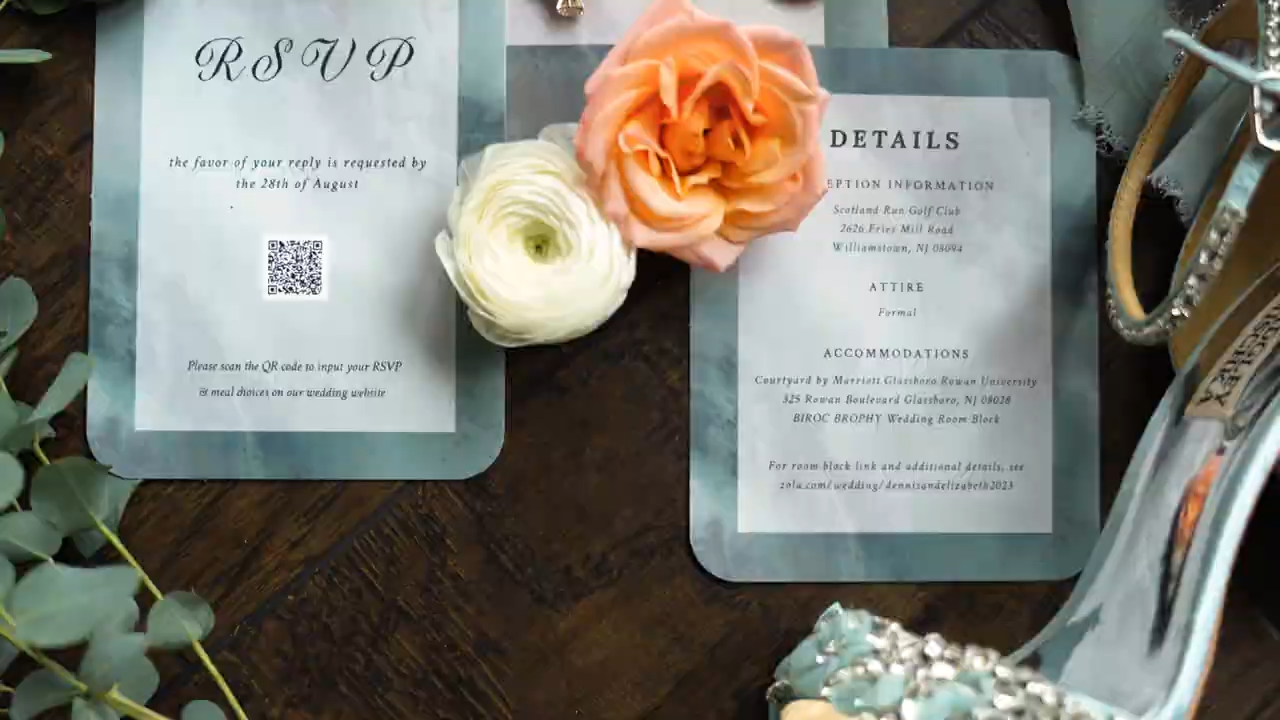 RSVP
the favor of your reply is requested by
the 28th of August
Please scan the QR code to input your RSVP
& meal choices on our wedding website
DETAILS
EPTION INFORMATION
Scotland Run Golf Club
2626 Fries Mill Road
Williamstown, NJ 08094
ATTIRE
Formal
ACCOMMODATIONS
Courtyard by Marriott Glassboro Rowan University
325 Rowan Boulevard Glassboro, NJ 08028
BIROC BROPHY Wedding Room Block
For room block link and additional details, see
zola.com/wedding/dennisandelizabeth2023